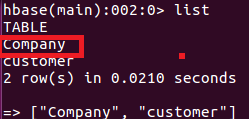 hbase(main):002:0> list
TABLE
Company
customer
2 row(s) in 0.0210 seconds
=> ["Company", "customer"]